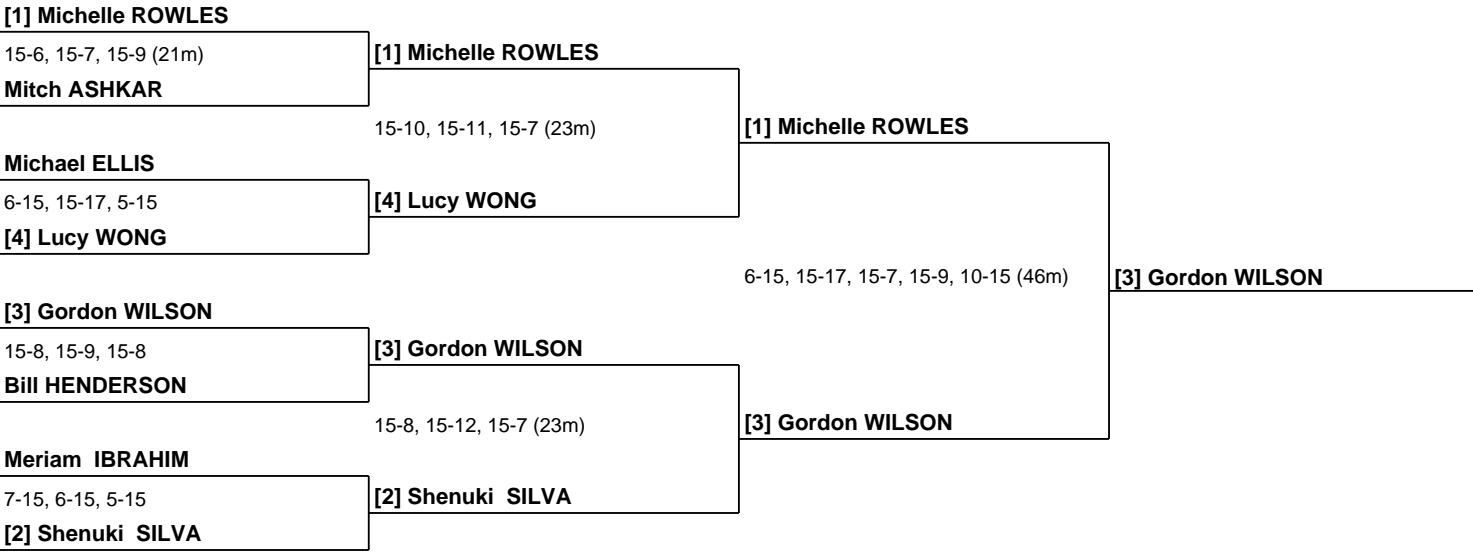 [1] Michelle ROWLES
15-6, 15-7, 15-9 (21m)
Mitch ASHKAR
Michael ELLIS
6-15, 15-17, 5-15
[4] Lucy WONG
[3] Gordon WILSON
15-8, 15-9, 15-8
Bill HENDERSON
Meriam IBRAHIM
7-15, 6-15, 5-15
[2] Shenuki SILVA
[1] Michelle ROWLES
15-10, 15-11, 15-7 (23m)
[4] Lucy WONG
[3] Gordon WILSON
15-8, 15-12, 15-7 (23m)
[2] Shenuki SILVA
[1] Michelle ROWLES
6-15, 15-17, 15-7, 15-9, 10-15 (46m)
[3] Gordon WILSON
[3] Gordon WILSON